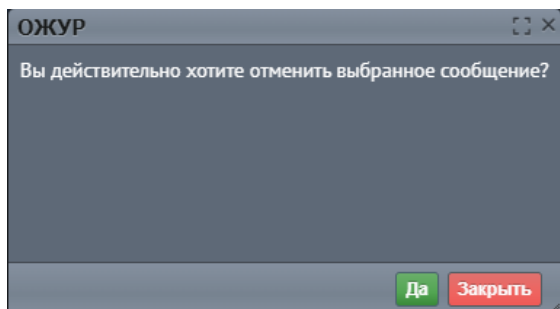 ОЖУР
Вы действительно хотите отменить выбранное сообщение?
Да
Закрыть